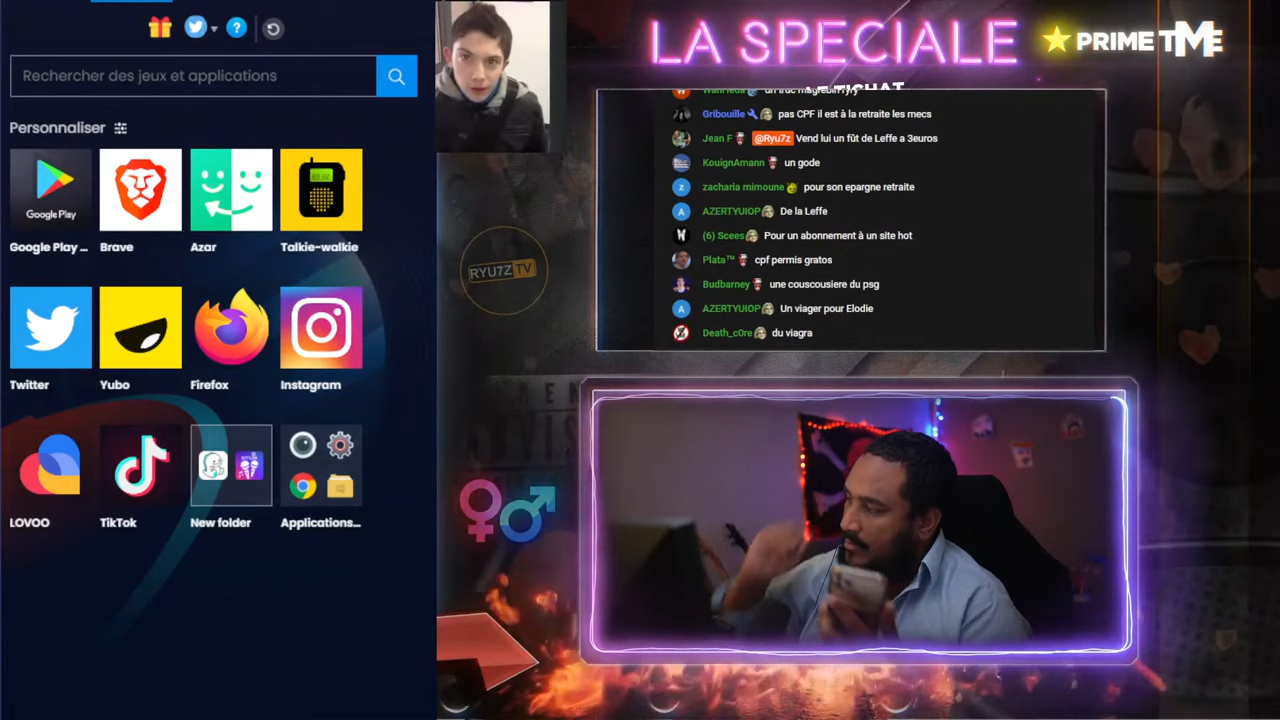 ?
Rechercher des jeux et applications
Personnaliser
Google Play
Google Play ...
Brave
Azar
Talkie-walkie
Twitter
Yubo
Firefox
Instagram
LOVOO
TikTok
New folder
Applications...
LA SPECIALE
PRIME TIME
RYU7Z TV
Gribouille pas CPF il est à la retraite les mecs
Jean F @Ryu7z Vend lui un fût de Leffe a 3euros
KouignAmann un gode
z zacharia mimoune pour son epargne retraite
A AZERTYUIOP De la Leffe
(6) Scees Pour un abonnement à un site hot
Plata™ cpf permis gratos
Budbarney une couscousiere du psg
A AZERTYUIOP Un viager pour Elodie
Death_c0re du viagra